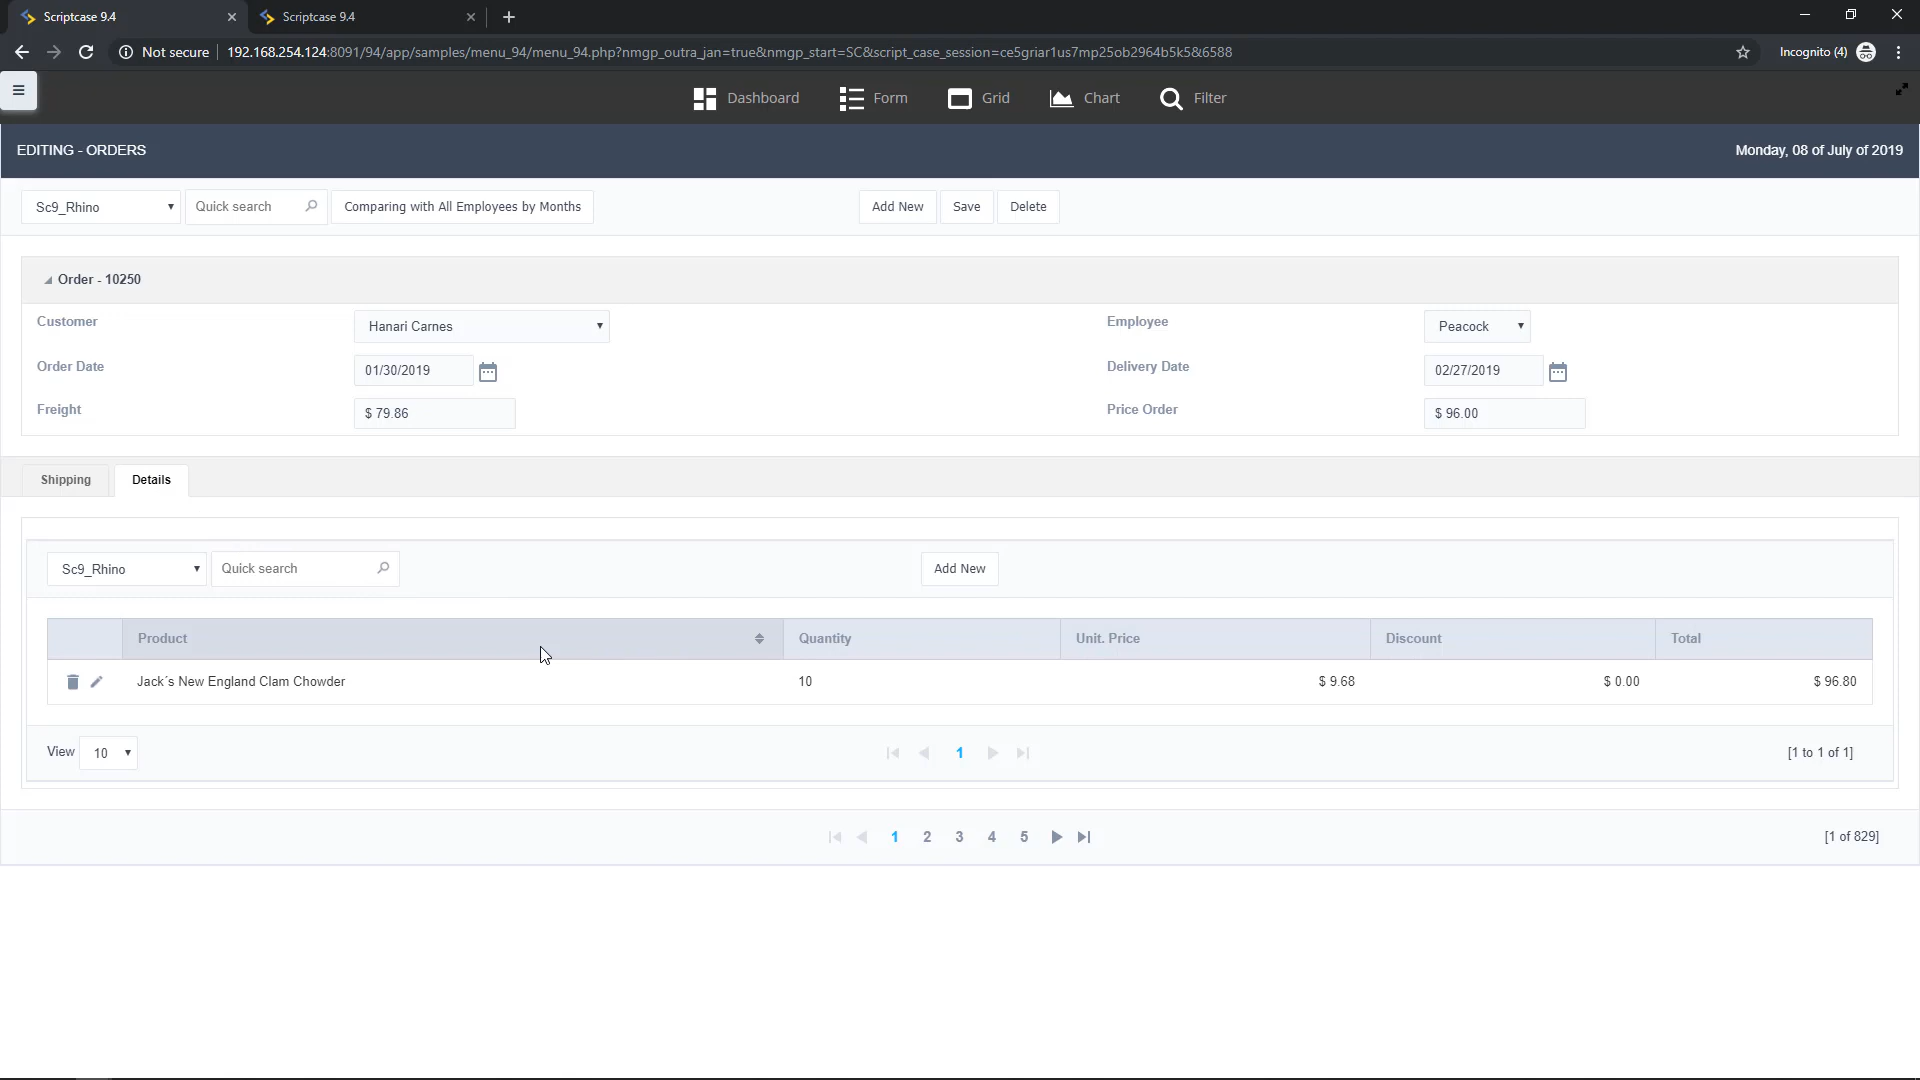 Scriptcase 9.4
Scriptcase 9.4
Not secure
192.168.254.124:8091/94/app/samples/menu_94/menu_94.php?nmgp_outra_jan=true&nmgp_start=SC&script_case_session=ce5griar1us7mp25ob2964b5k5&6588
Incognito (4)
Dashboard
Form
Grid
Chart
Filter
EDITING - ORDERS
Monday, 08 of July of 2019
Sc9_Rhino
Quick search
Comparing with All Employees by Months
Add New
Save
Delete
Order - 10250
Customer
Hanari Carnes
Employee
Peacock
Order Date
01/30/2019
Delivery Date
02/27/2019
Freight
$ 79.86
Price Order
$ 96.00
Shipping
Details
Sc9_Rhino
Quick search
Add New
Product
Quantity
Unit. Price
Discount
Total
Jack´s New England Clam Chowder
10
$ 9.68
$ 0.00
$ 96.80
View
10
1
[1 to 1 of 1]
1
2
3
4
5
[1 of 829]